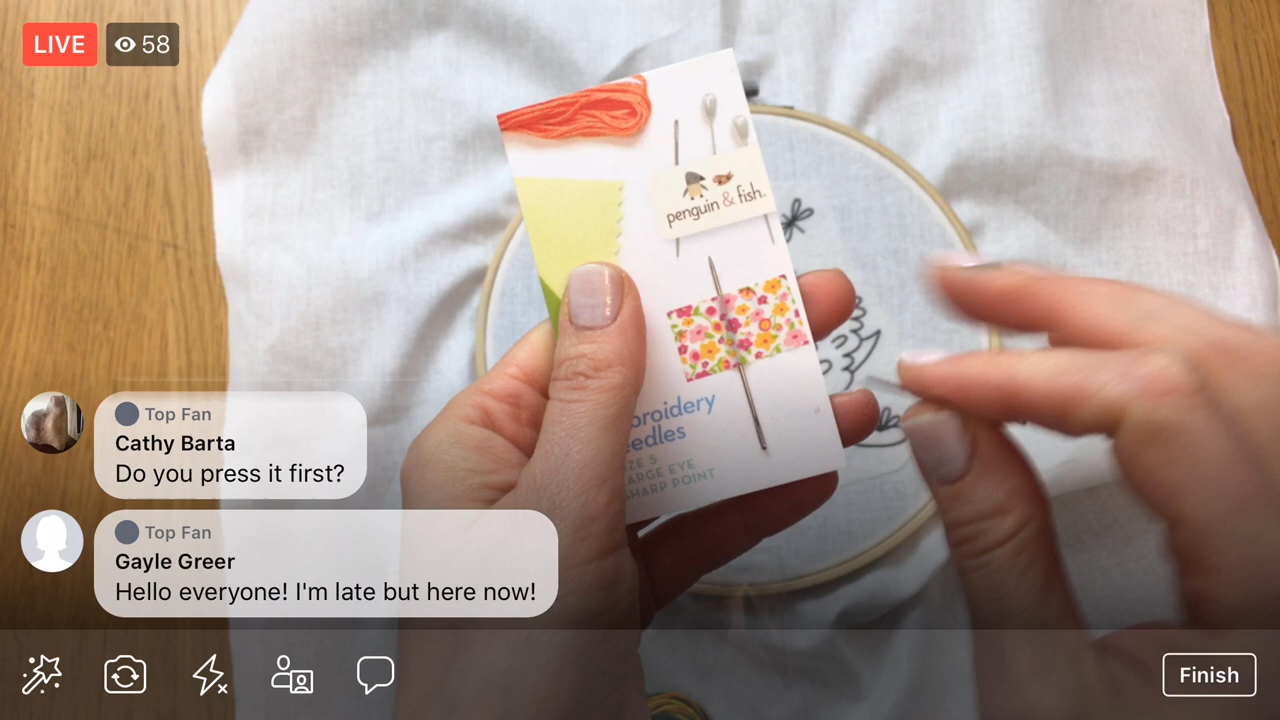 LIVE
58
penguin & fish
broidery
edles
ZE 5
ARGE EYE
SHARP POINT
Top Fan
Cathy Barta
Do you press it first?
Top Fan
Gayle Greer
Hello everyone! I'm late but here now!
Finish